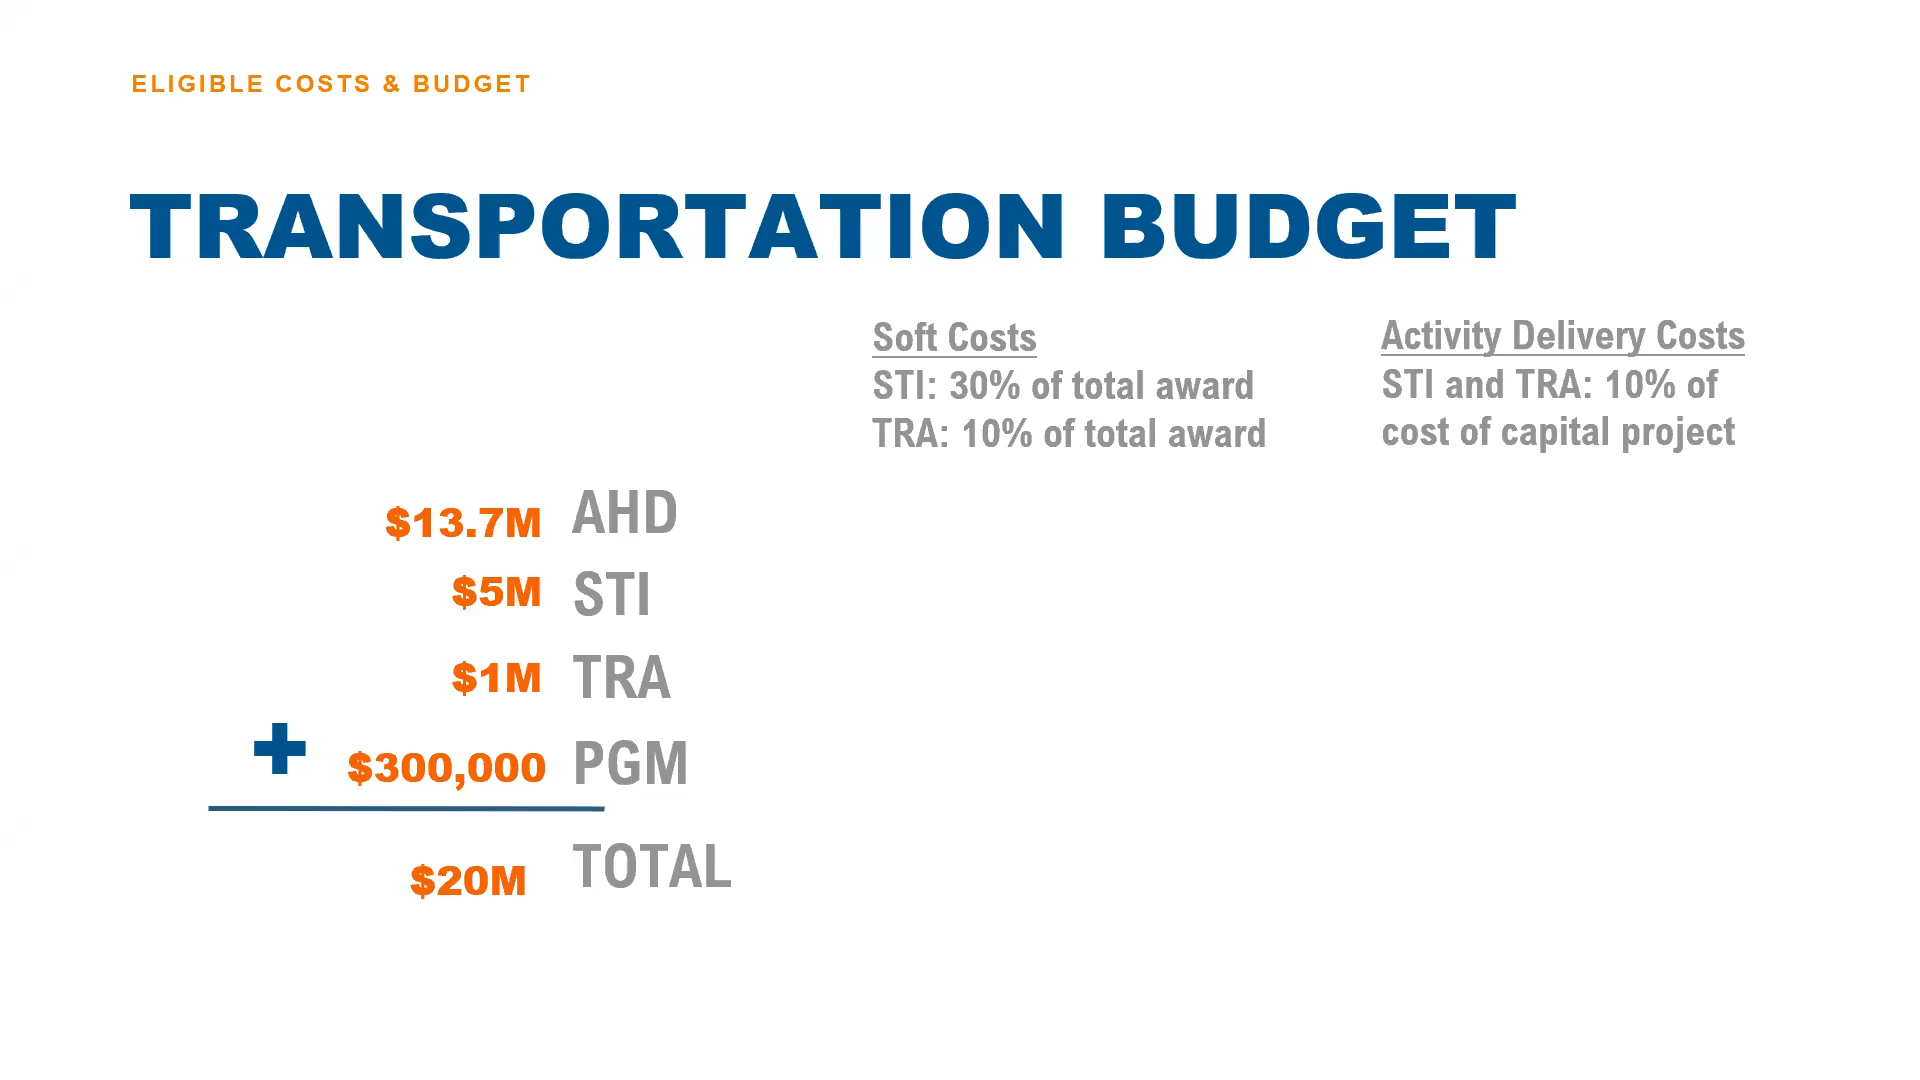 ELIGIBLE COSTS & BUDGET
TRANSPORTATION BUDGET
Soft Costs
STI: 30% of total award
TRA: 10% of total award
Activity Delivery Costs
STI and TRA: 10% of
cost of capital project
$13.7M AHD
$5M STI
$1M TRA
+ $300,000 PGM
$20M TOTAL